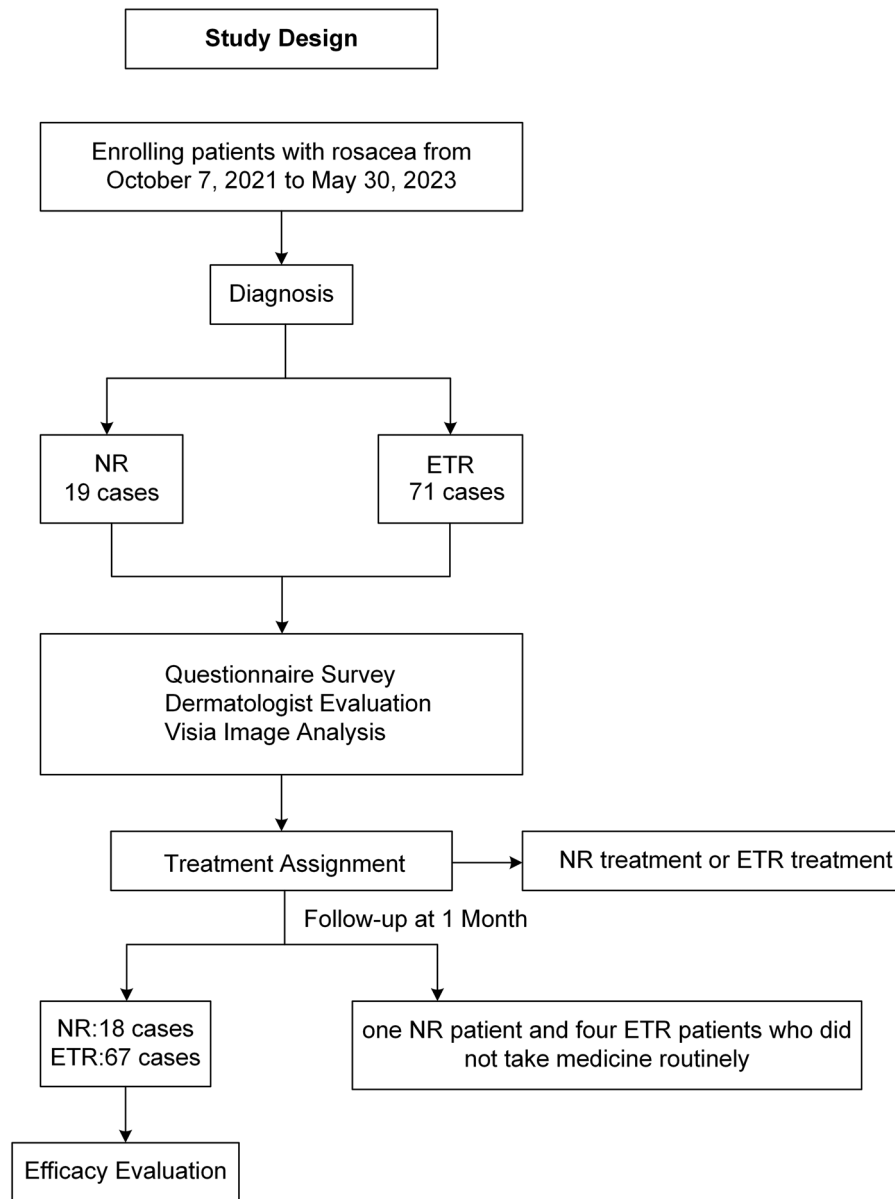 Study Design
Enrolling patients with rosacea from
October 7, 2021 to May 30, 2023
Diagnosis
NR
19 cases
ETR
71 cases
Questionnaire Survey
Dermatologist Evaluation
Visia Image Analysis
Treatment Assignment
NR treatment or ETR treatment
Follow-up at 1 Month
NR:18 cases
ETR:67 cases
one NR patient and four ETR patients who did
not take medicine routinely
Efficacy Evaluation